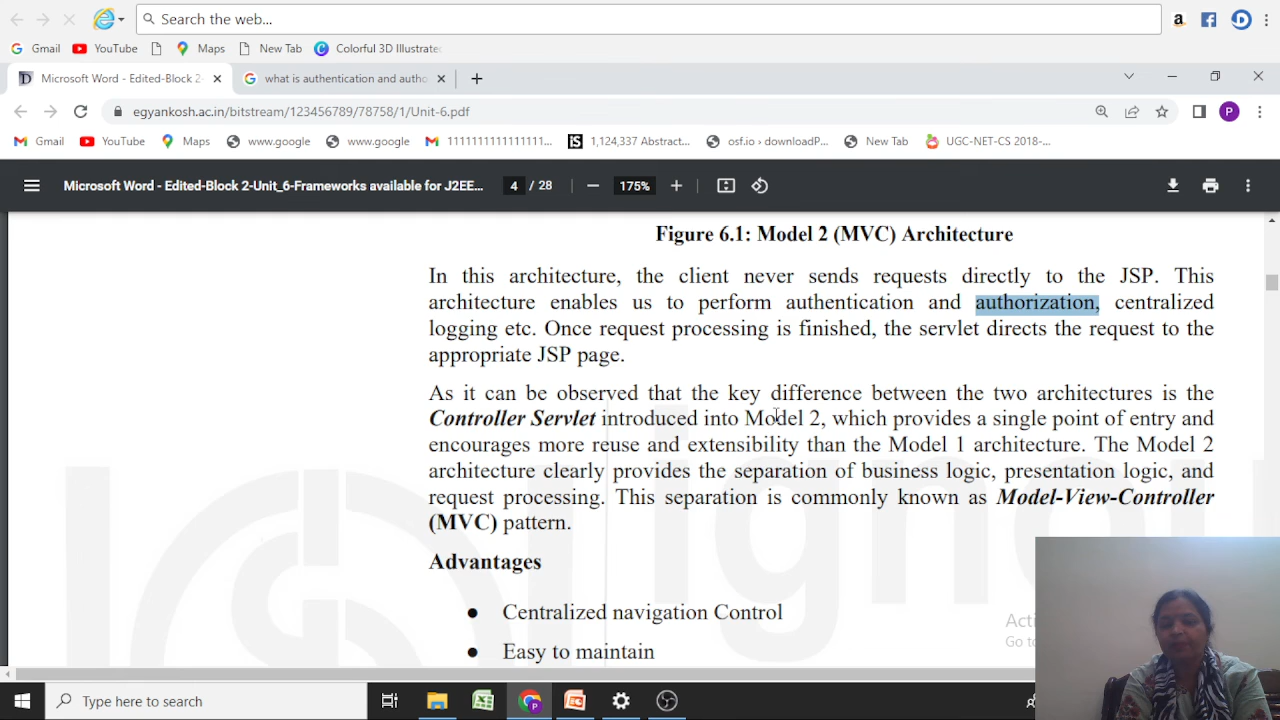 Search the web...
Gmail YouTube Maps New Tab Colorful 3D Illustrate
Microsoft Word - Edited-Block 2- what is authentication and autho
egyankosh.ac.in/bitstream/123456789/78758/1/Unit-6.pdf P
Gmail YouTube Maps www.google www.google 1111111111111111... 1,124,337 Abstract... osf.io › downloadP... New Tab UGC-NET-CS 2018-...
Microsoft Word - Edited-Block 2-Unit_6-Frameworks available for J2EE... 4 / 28 175%
Figure 6.1: Model 2 (MVC) Architecture
In this architecture, the client never sends requests directly to the JSP. This
architecture enables us to perform authentication and authorization, centralized
logging etc. Once request processing is finished, the servlet directs the request to the
appropriate JSP page.
As it can be observed that the key difference between the two architectures is the
Controller Servlet introduced into Model 2, which provides a single point of entry and
encourages more reuse and extensibility than the Model 1 architecture. The Model 2
architecture clearly provides the separation of business logic, presentation logic, and
request processing. This separation is commonly known as Model-View-Controller
(MVC) pattern.
Advantages
● Centralized navigation Control
● Easy to maintain
Acti
Go to
Type here to search